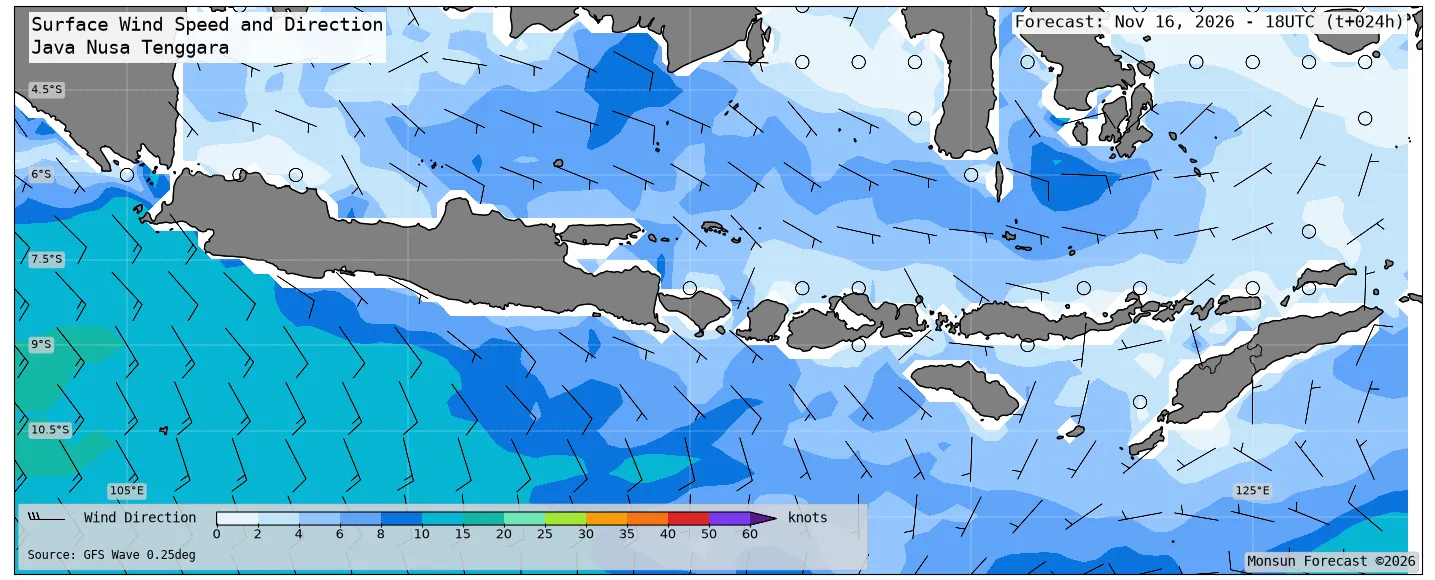 Surface Wind Speed and Direction
Java Nusa Tenggara
Forecast: Nov 16, 2026 - 18UTC (t+024h)
4.5°S
6°S
7.5°S
9°S
10.5°S
105°E
125°E
Wind Direction
0 2 4 6 8 10 15 20 25 30 35 40 50 60
knots
Source: GFS Wave 0.25deg
Monsun Forecast ©2026